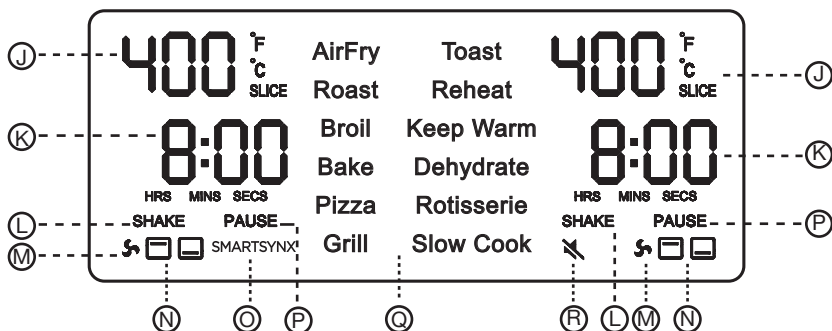 J 400 °F AirFry Toast 400 °F J
°C °C
SLICE Roast Reheat SLICE
K 8:00 Broil Keep Warm 8:00 K
Bake Dehydrate
HRS MINS SECS Pizza Rotisserie HRS MINS SECS
L SHAKE PAUSE SHAKE PAUSE P
M SMARTSYNX Grill Slow Cook
N O P Q R L M N